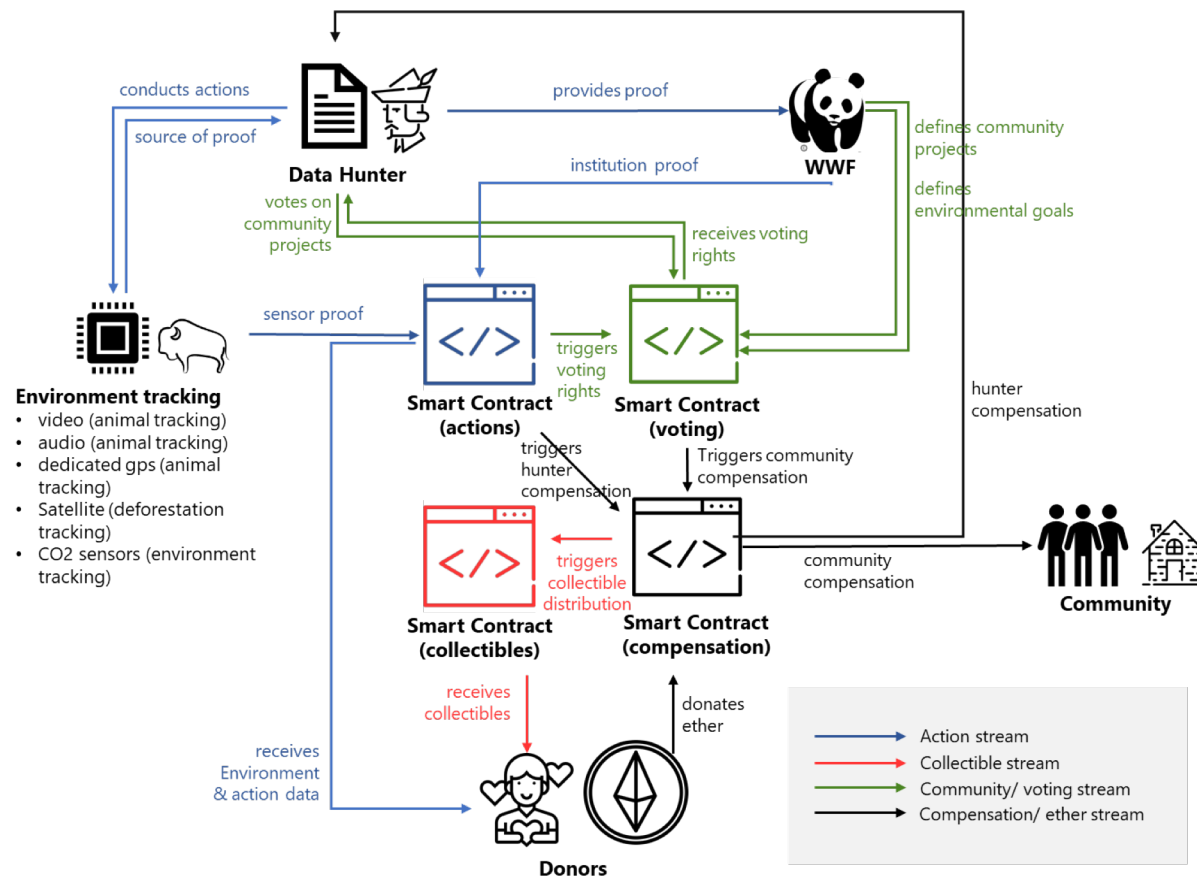 conducts actions
source of proof
Data Hunter
provides proof
WWF
®
defines community
projects
defines
environmental goals
institution proof
votes on
community
projects
receives voting
rights
sensor proof
</>
</>
triggers
voting
rights
Environment tracking
• video (animal tracking)
• audio (animal tracking)
• dedicated gps (animal
tracking)
• Satellite (deforestation
tracking)
• CO2 sensors (environment
tracking)
Smart Contract
(actions)
Smart Contract
(voting)
hunter
compensation
triggers
hunter
compensation
Triggers community
compensation
</>
</>
triggers
collectible
distribution
community
compensation
Community
Smart Contract
(collectibles)
Smart Contract
(compensation)
receives
collectibles
donates
ether
receives
Environment
& action data
Donors
Action stream
Collectible stream
Community/ voting stream
Compensation/ ether stream